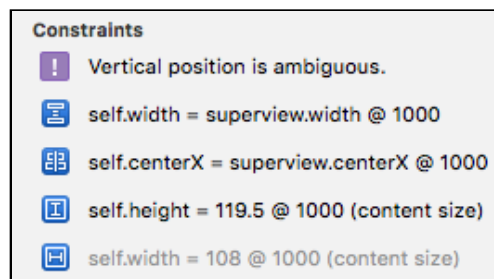 Constraints
! Vertical position is ambiguous.
self.width = superview.width @ 1000
self.centerX = superview.centerX @ 1000
self.height = 119.5 @ 1000 (content size)
self.width = 108 @ 1000 (content size)